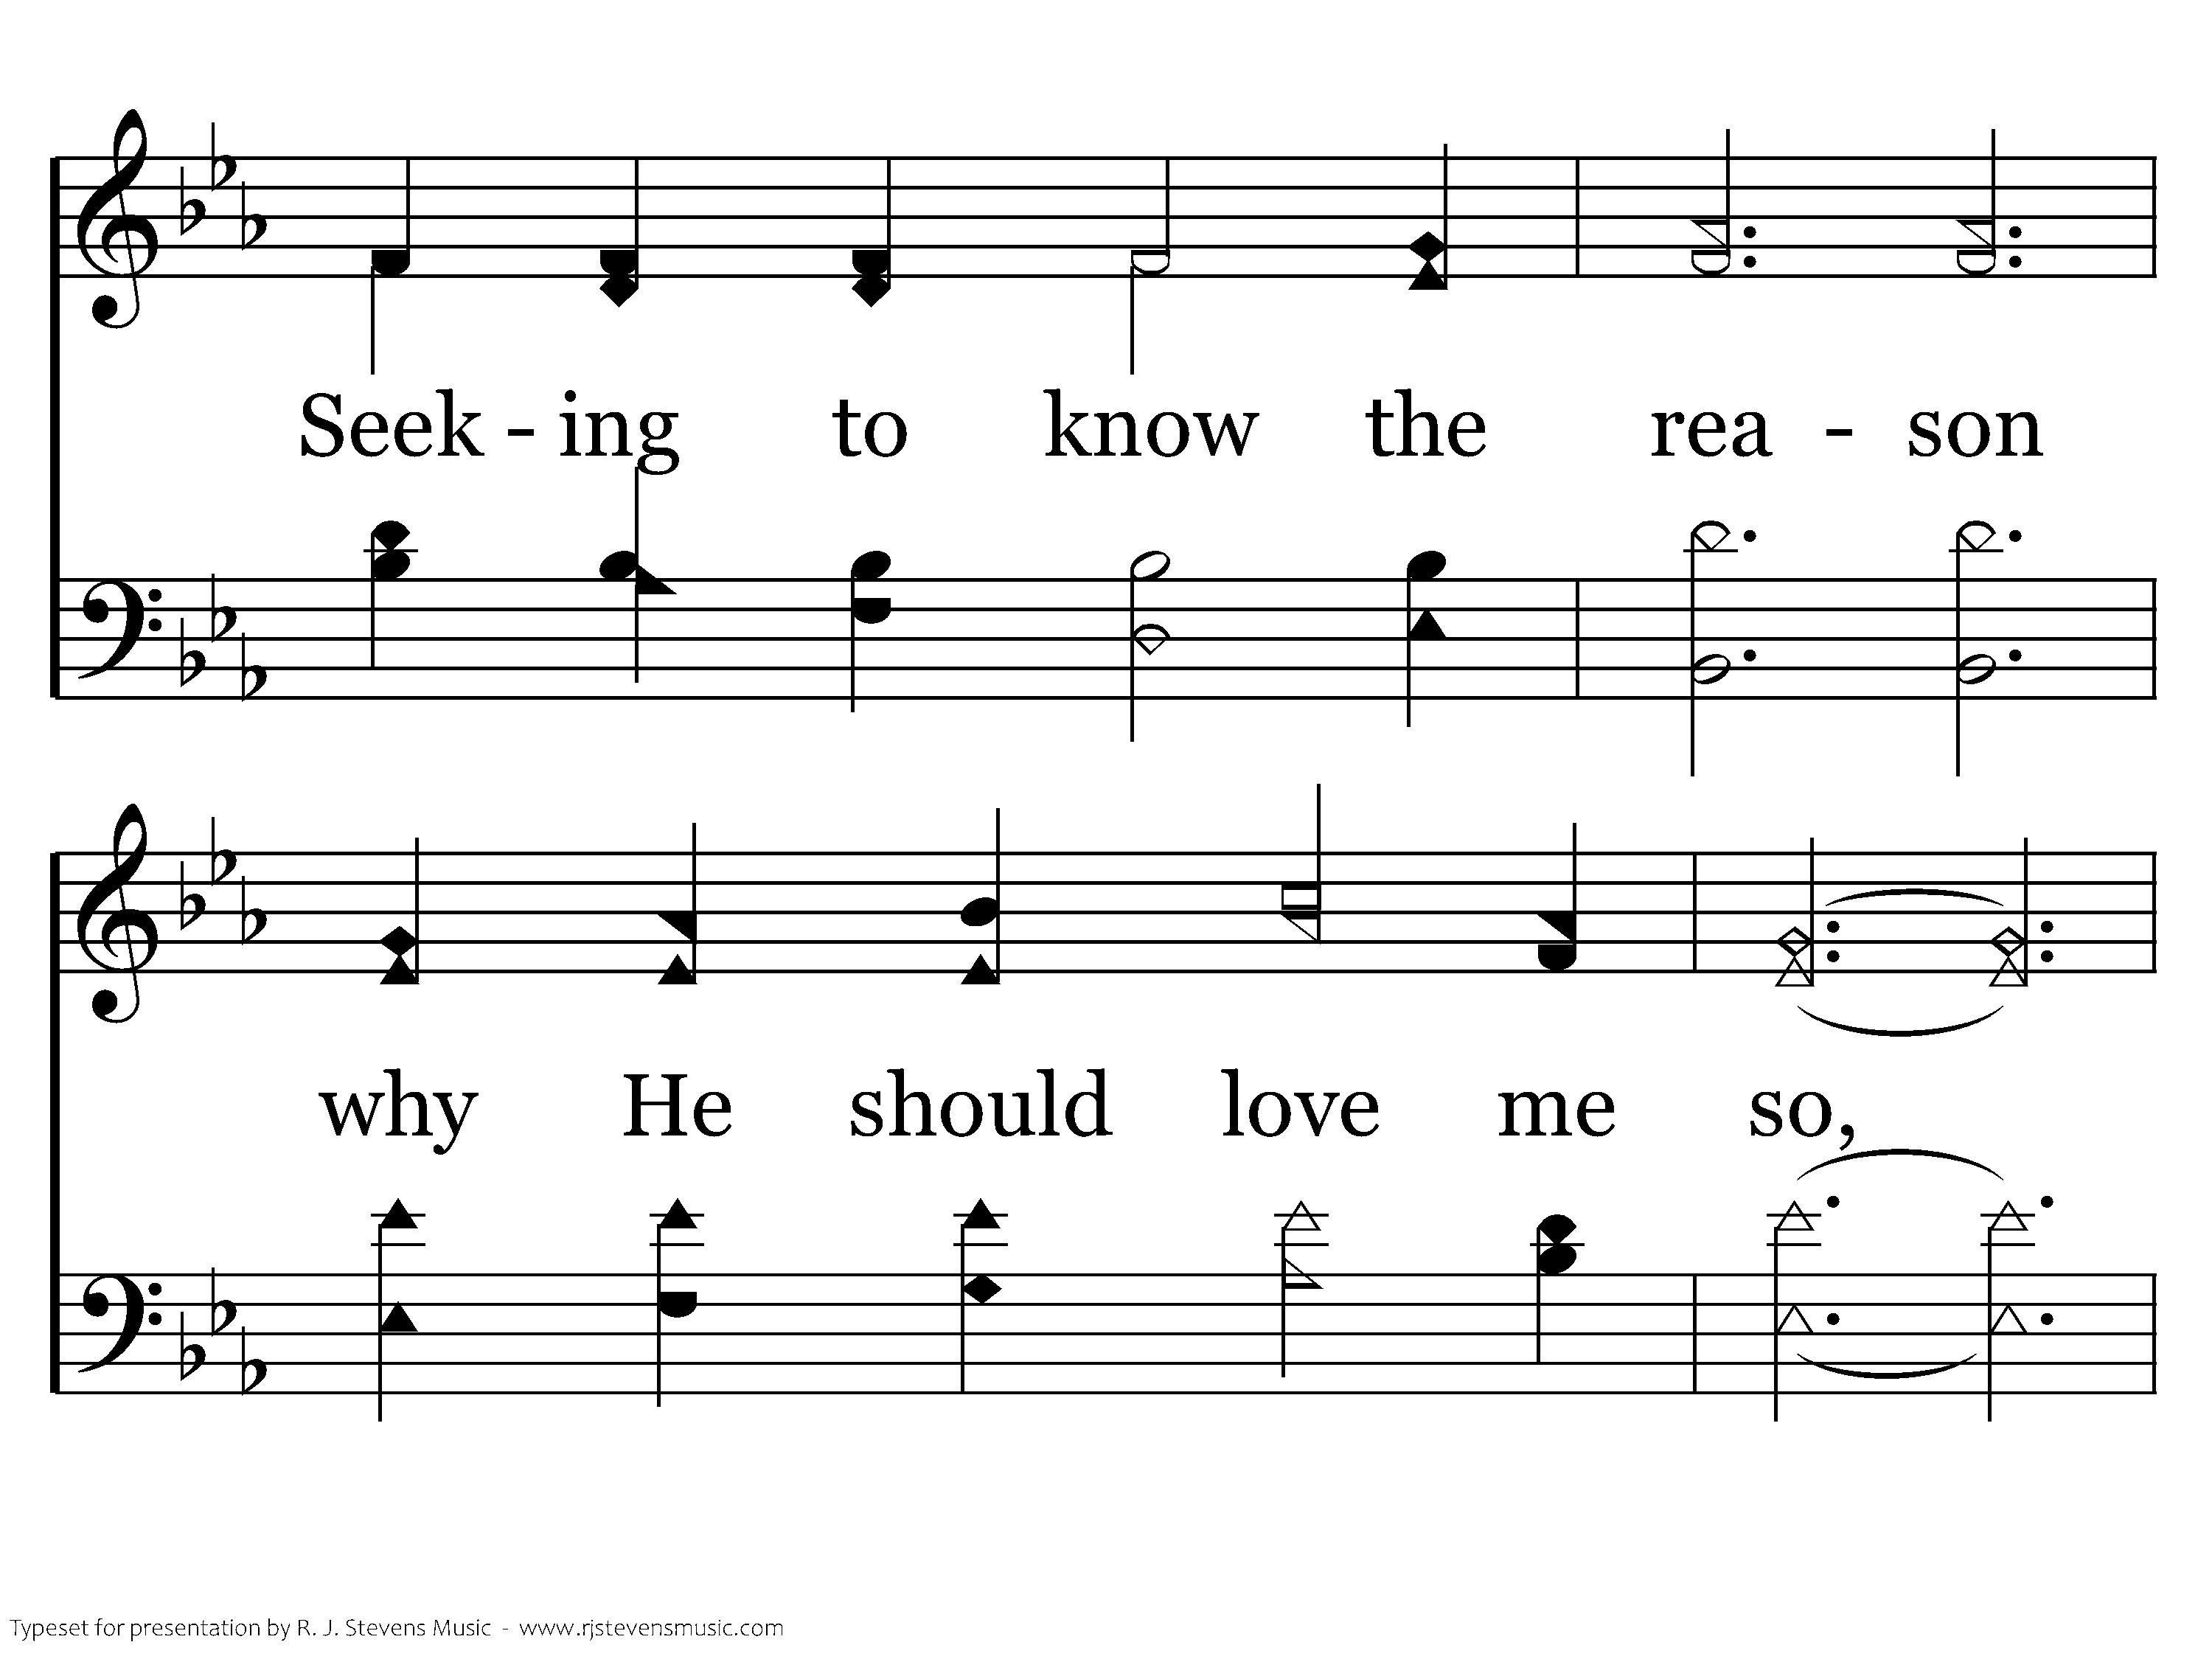 Seek - ing to know the rea - son
why He should love me so,
Typeset for presentation by R. J. Stevens Music - www.rjstevensmusic.com